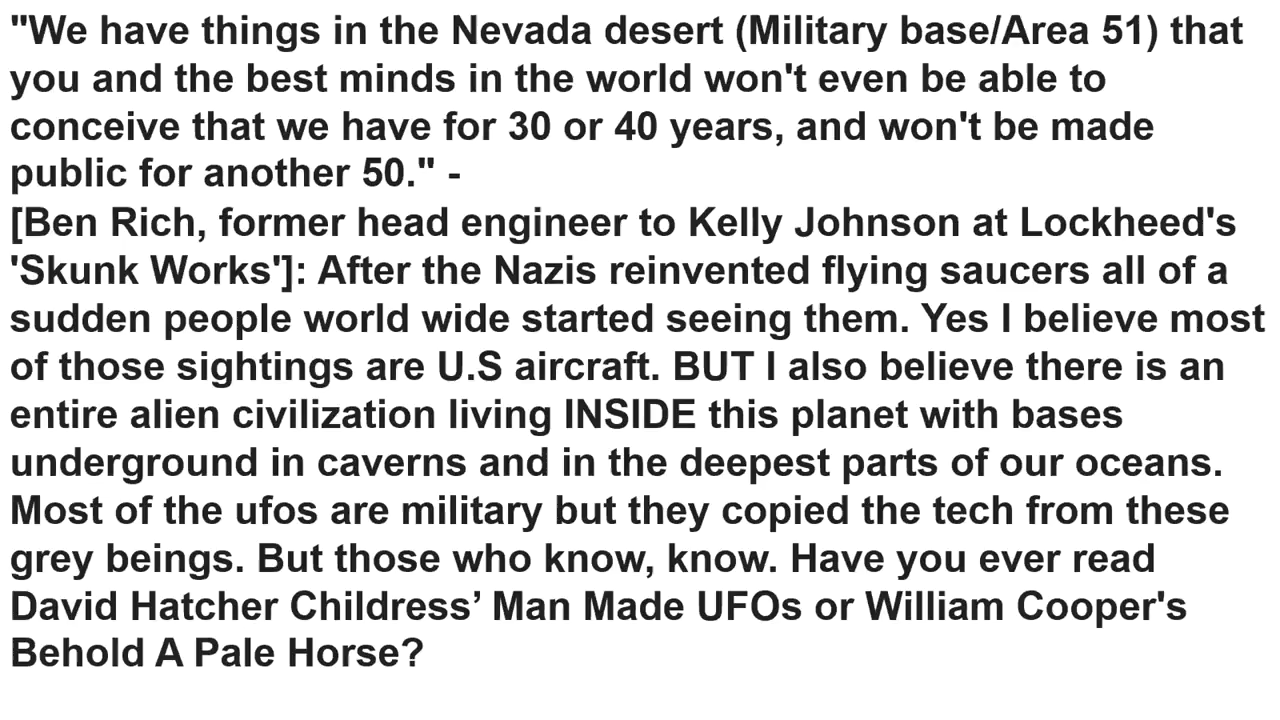 "We have things in the Nevada desert (Military base/Area 51) that
you and the best minds in the world won't even be able to
conceive that we have for 30 or 40 years, and won't be made
public for another 50." -
[Ben Rich, former head engineer to Kelly Johnson at Lockheed's
'Skunk Works']: After the Nazis reinvented flying saucers all of a
sudden people world wide started seeing them. Yes I believe most
of those sightings are U.S aircraft. BUT I also believe there is an
entire alien civilization living INSIDE this planet with bases
underground in caverns and in the deepest parts of our oceans.
Most of the ufos are military but they copied the tech from these
grey beings. But those who know, know. Have you ever read
David Hatcher Childress’ Man Made UFOs or William Cooper's
Behold A Pale Horse?